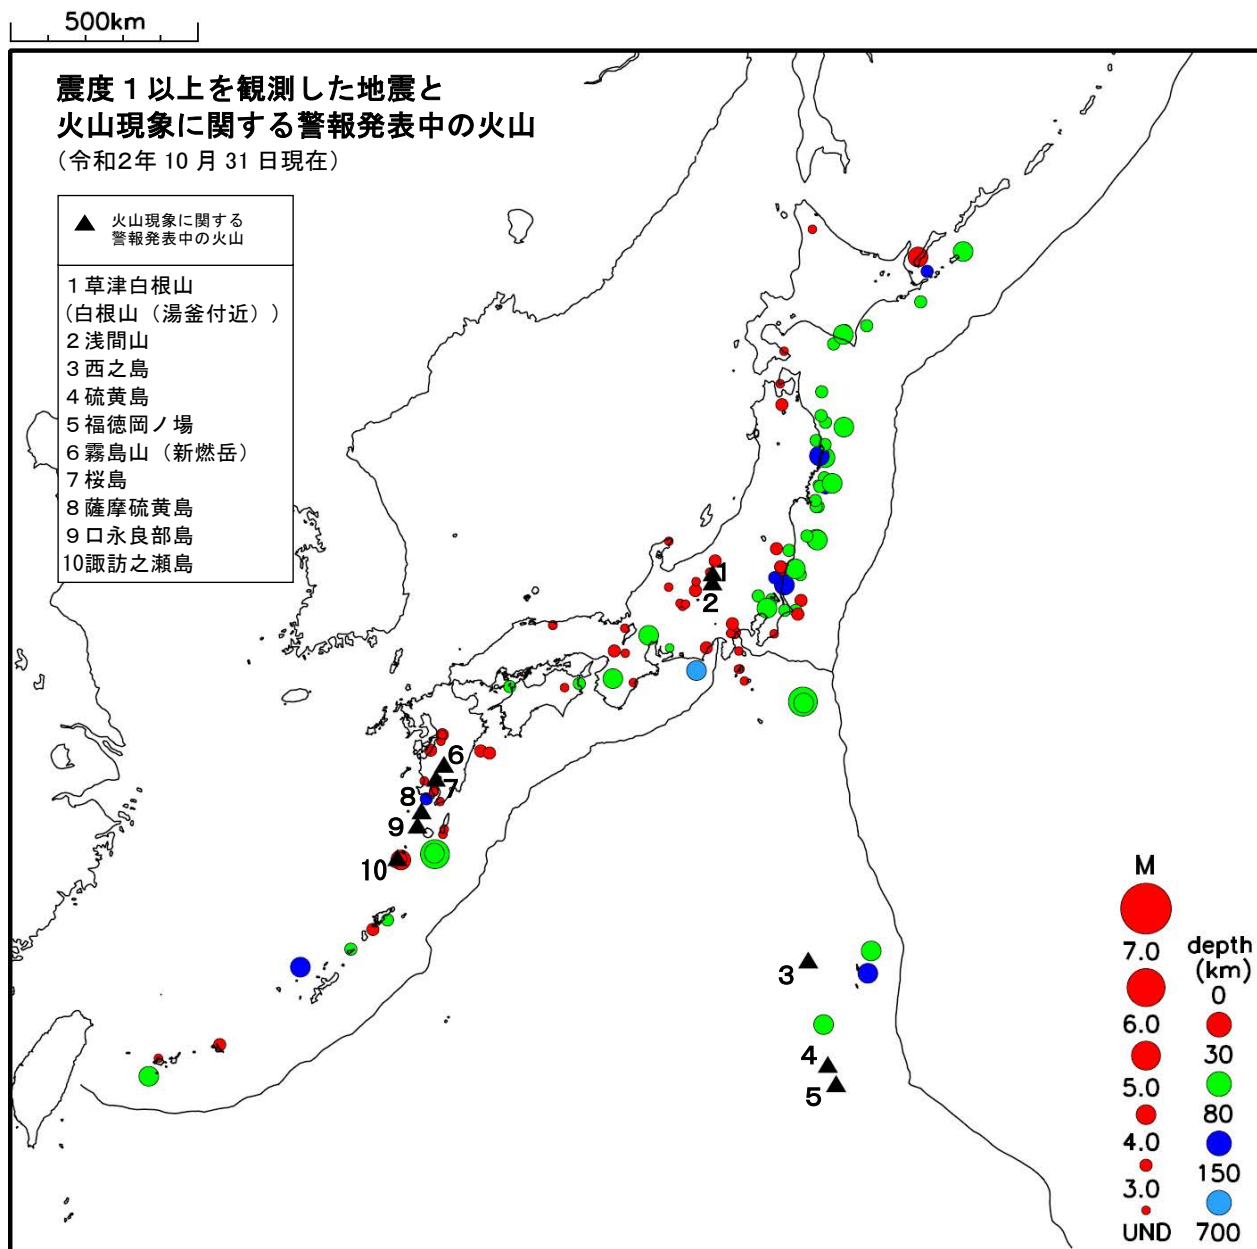 500km
震度１以上を観測した地震と
火山現象に関する警報発表中の火山
（令和2年 10 月 31 日現在）
▲ 火山現象に関する
警報発表中の火山
１草津白根山
(白根山（湯釜付近））
２浅間山
３西之島
４硫黄島
５福徳岡ノ場
６霧島山（新燃岳）
７桜島
８薩摩硫黄島
９口永良部島
10諏訪之瀬島
1
2
6
7
8
9
10
3
4
5
M
7.0
6.0
5.0
4.0
3.0
UND
depth
(km)
0
30
80
150
700